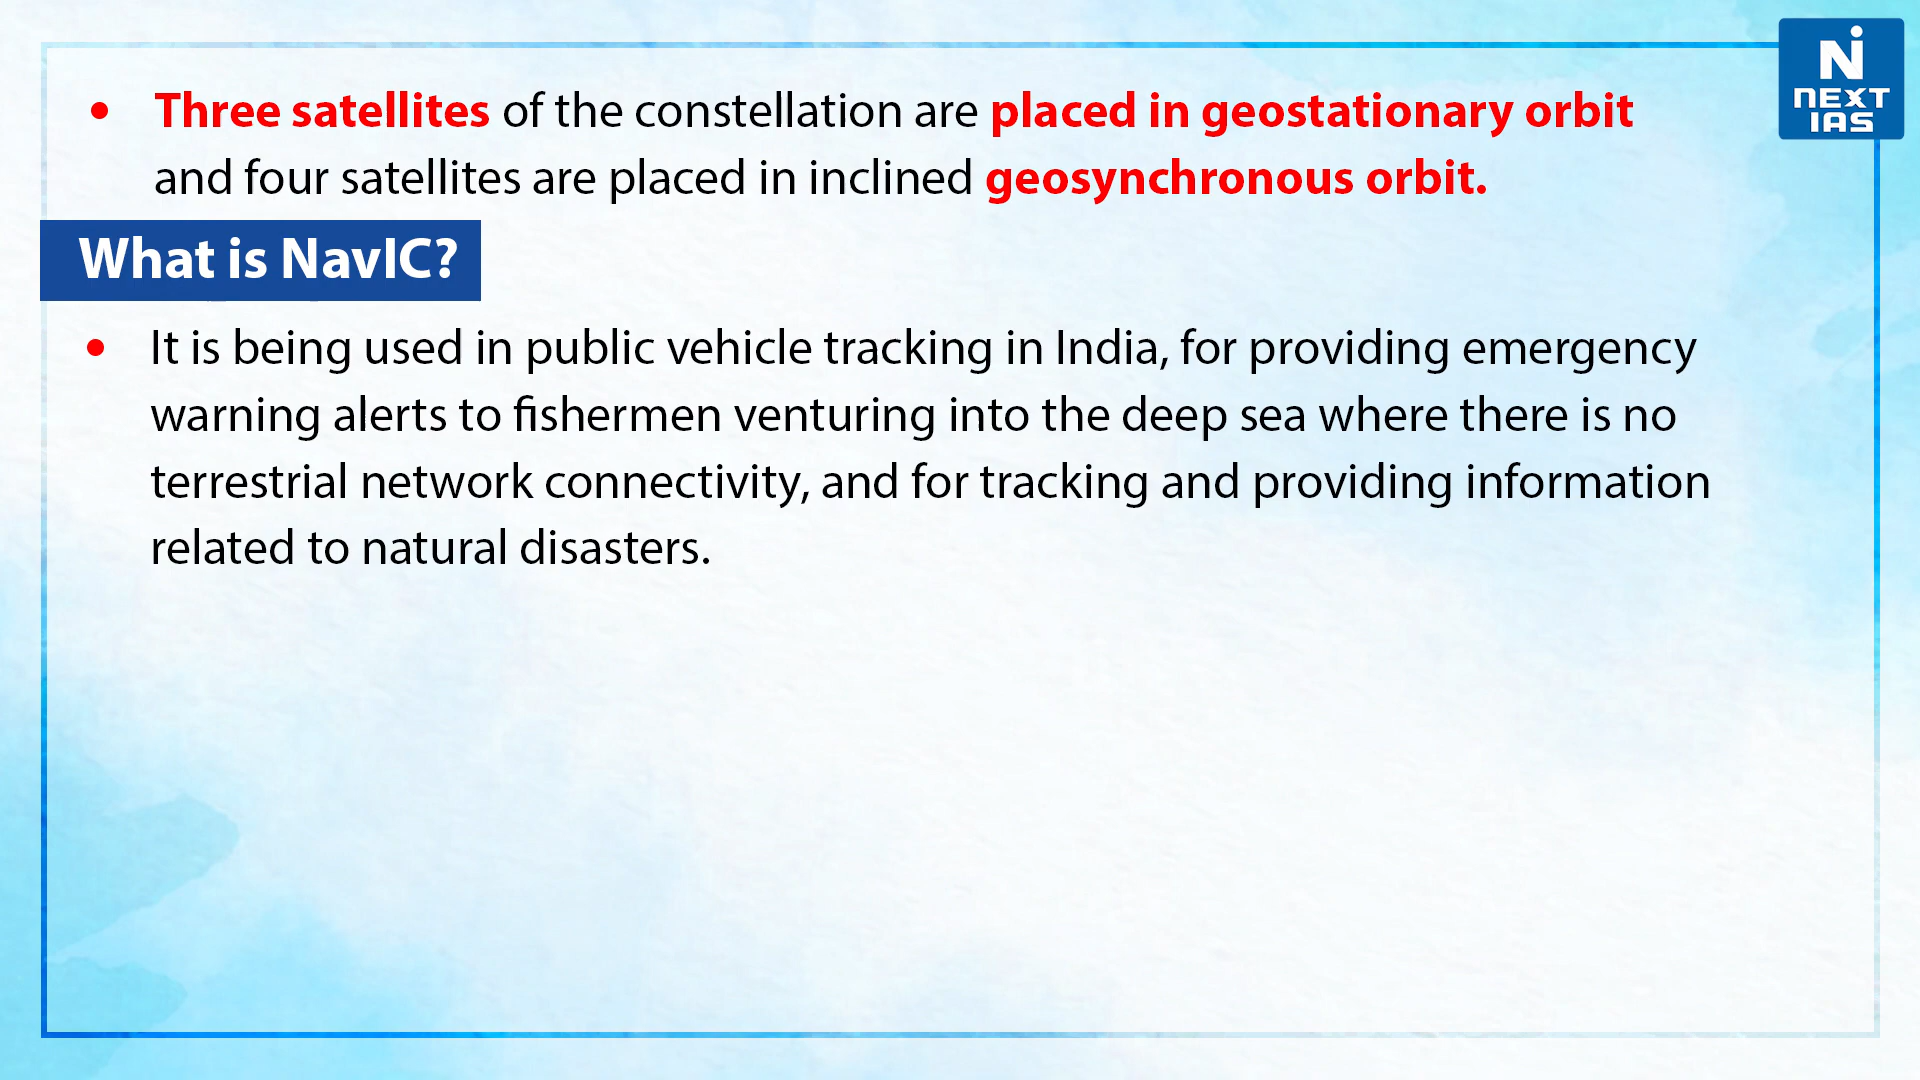 • Three satellites of the constellation are placed in geostationary orbit
and four satellites are placed in inclined geosynchronous orbit.
What is NavIC?
• It is being used in public vehicle tracking in India, for providing emergency
warning alerts to fishermen venturing into the deep sea where there is no
terrestrial network connectivity, and for tracking and providing information
related to natural disasters.
N
NEXT
IAS